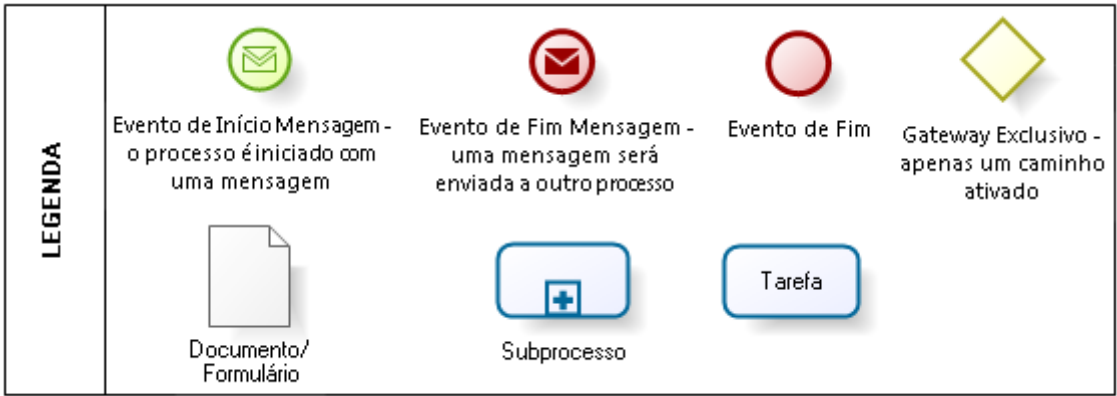 LEGENDA
Evento de Início Mensagem -
o processo é iniciado com
uma mensagem
Evento de Fim Mensagem -
uma mensagem será
enviada a outro processo
Evento de Fim
Gateway Exclusivo -
apenas um caminho
ativado
Documento/
Formulário
Subprocesso
Tarefa